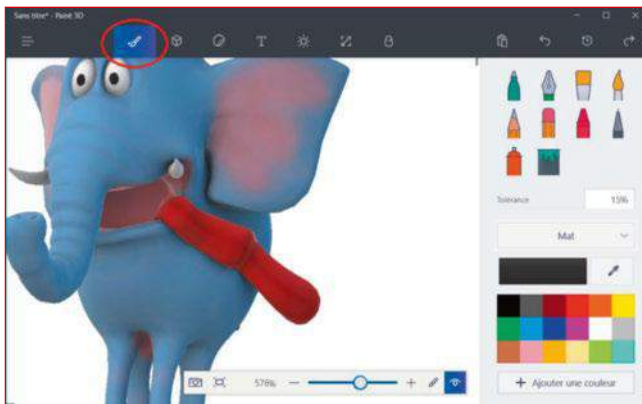 Sans titre* - Paint 3D
T
Tolérance 15%
Mat
576%
+ Ajouter une couleur